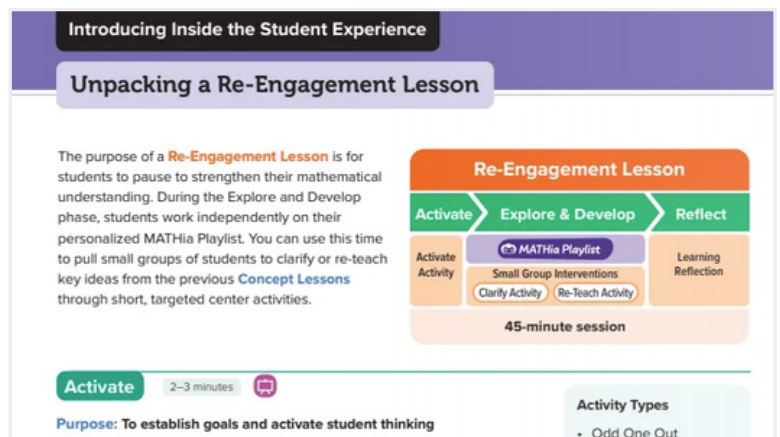 Introducing Inside the Student Experience
Unpacking a Re-Engagement Lesson
The purpose of a Re-Engagement Lesson is for
students to pause to strengthen their mathematical
understanding. During the Explore and Develop
phase, students work independently on their
personalized MATHia Playlist. You can use this time
to pull small groups of students to clarify or re-teach
key ideas from the previous Concept Lessons
through short, targeted center activities.
Re-Engagement Lesson
Activate
Explore & Develop
Reflect
Activate
Activity
MATHia Playlist
Small Group Interventions
Clarify Activity
Re-Teach Activity
Learning
Reflection
45-minute session
Activate
2–3 minutes
Purpose: To establish goals and activate student thinking
Activity Types
• Odd One Out